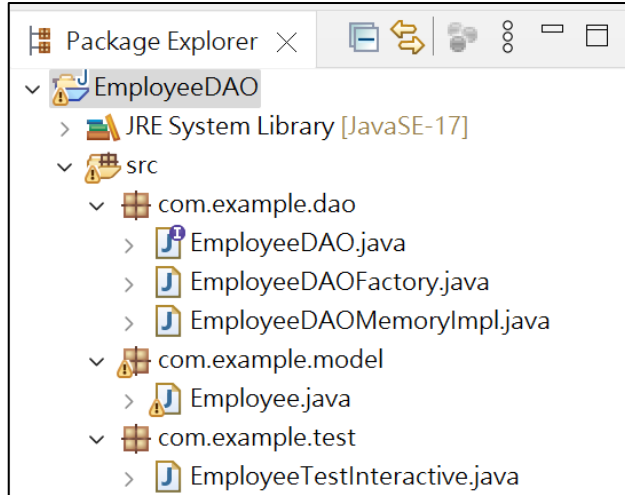 Package Explorer
EmployeeDAO
JRE System Library [JavaSE-17]
src
com.example.dao
EmployeeDAO.java
EmployeeDAOFactory.java
EmployeeDAOMemoryImpl.java
com.example.model
Employee.java
com.example.test
EmployeeTestInteractive.java